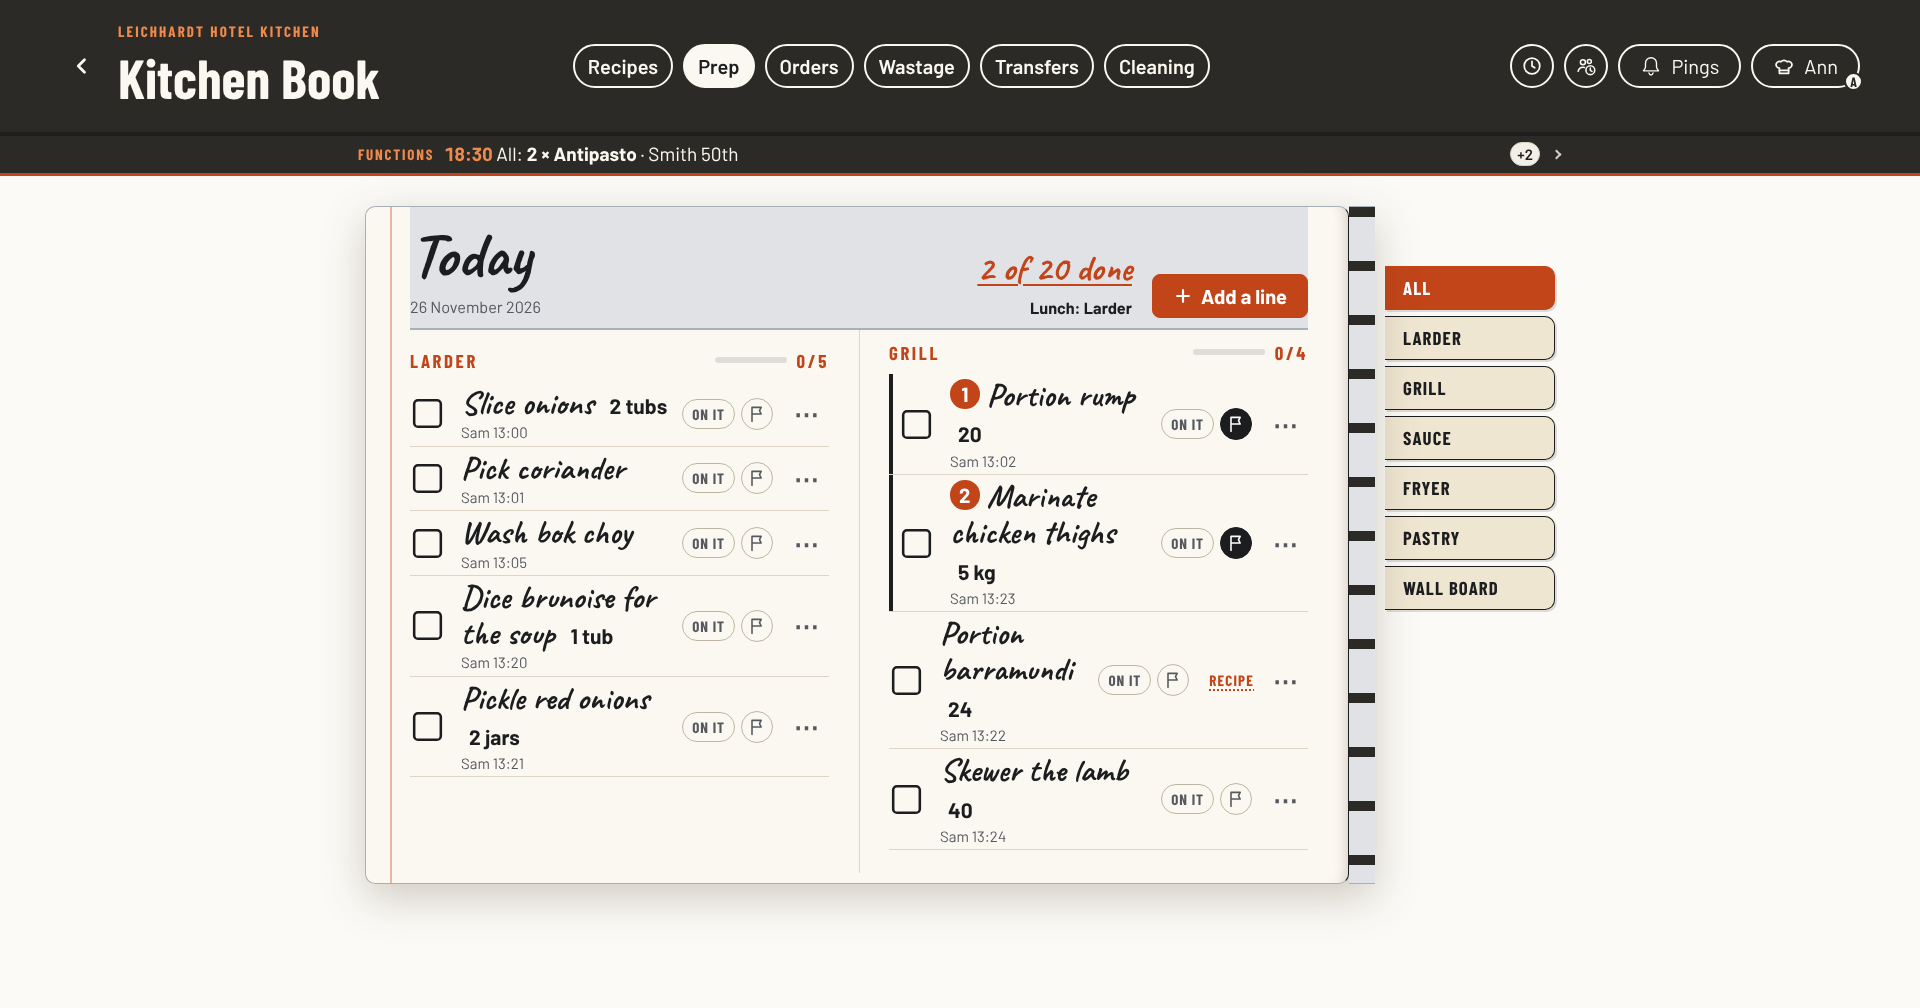 LEICHHARDT HOTEL KITCHEN
Kitchen Book
Recipes
Prep
Orders
Wastage
Transfers
Cleaning
Pings
Ann
A
FUNCTIONS 18:30 All: 2 × Antipasto · Smith 50th
+2
Today
26 November 2026
2 of 20 done
Lunch: Larder
+ Add a line
LARDER 0/5
Slice onions 2 tubs
Sam 13:00
ON IT
Pick coriander
Sam 13:01
ON IT
Wash bok choy
Sam 13:05
ON IT
Dice brunoise for
the soup 1 tub
Sam 13:20
ON IT
Pickle red onions
2 jars
Sam 13:21
ON IT
GRILL 0/4
1 Portion rump
20
Sam 13:02
ON IT
2 Marinate
chicken thighs
5 kg
Sam 13:23
ON IT
Portion
barramundi
24
Sam 13:22
ON IT
RECIPE
Skewer the lamb
40
Sam 13:24
ON IT
ALL
LARDER
GRILL
SAUCE
FRYER
PASTRY
WALL BOARD